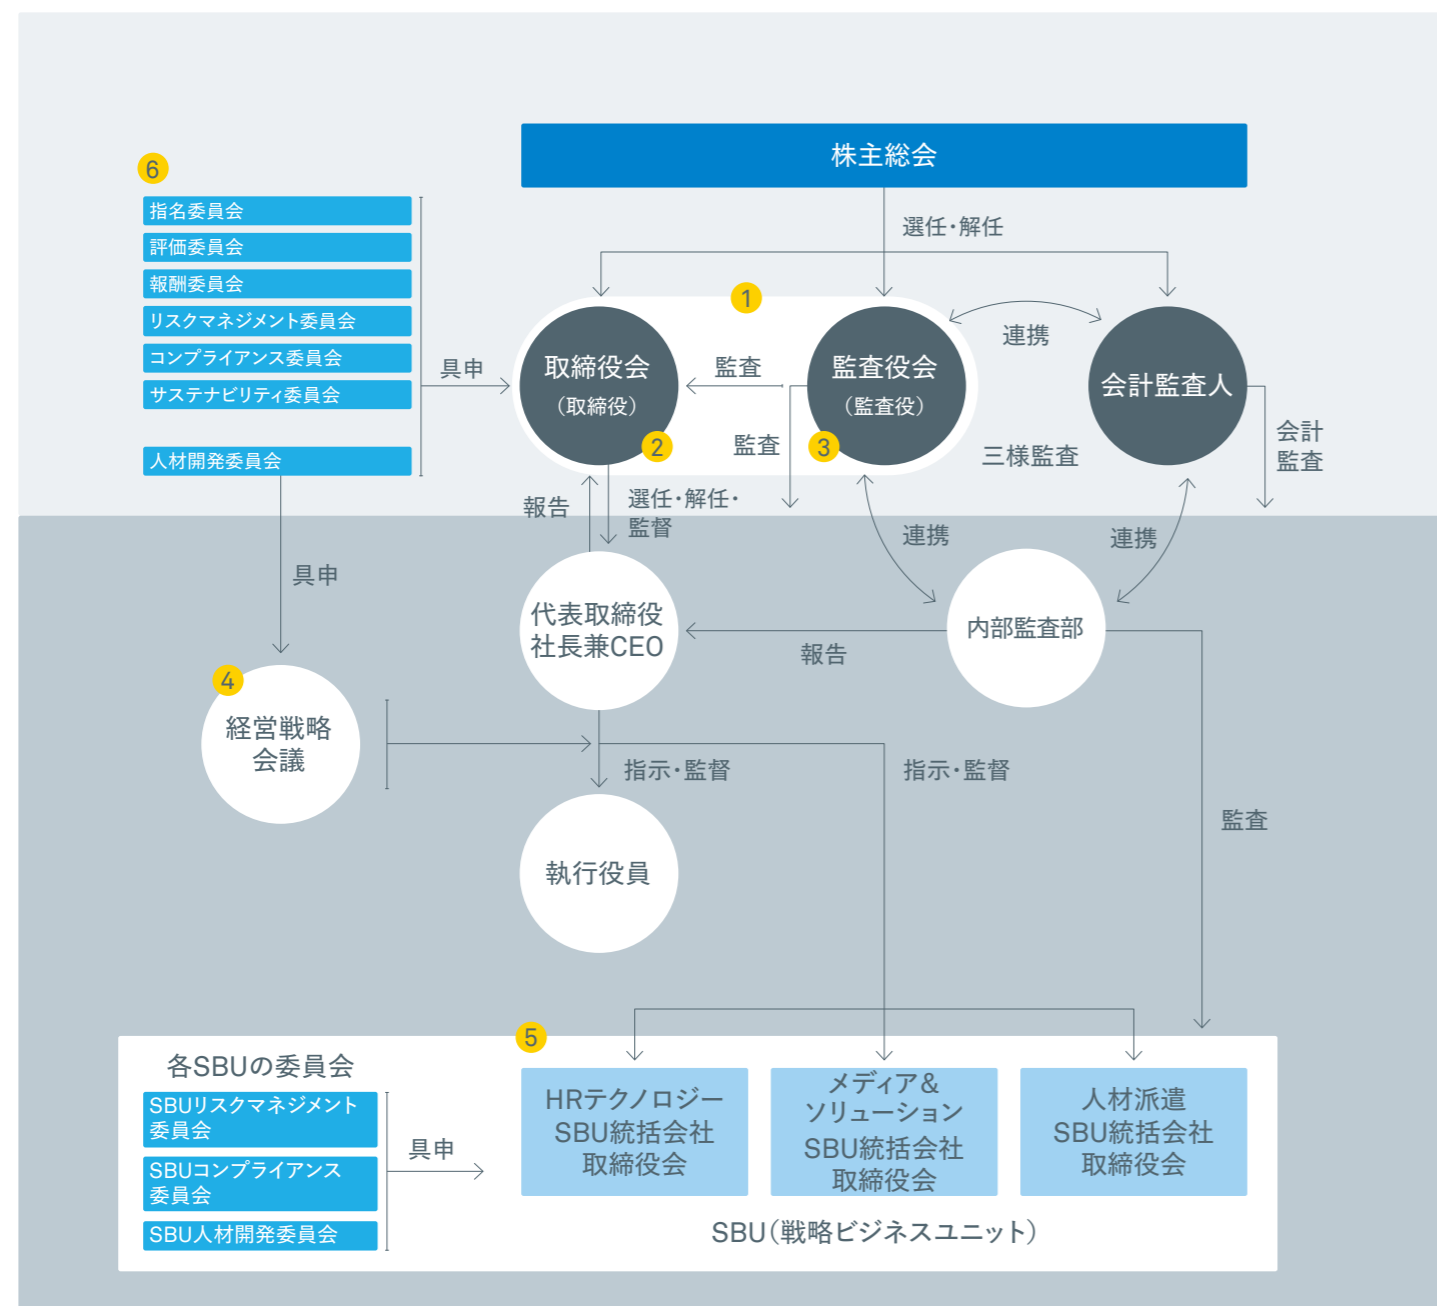 株主総会
6
指名委員会
評価委員会
報酬委員会
リスクマネジメント委員会
コンプライアンス委員会
サステナビリティ委員会
人材開発委員会
選任・解任
1
具申
取締役会
（取締役）
2
監査
監査役会
（監査役）
3
監査
連携
会計監査人
三様監査
会計
監査
報告
選任・解任・
監督
連携
連携
具申
代表取締役
社長兼CEO
報告
内部監査部
4
経営戦略
会議
指示・監督
指示・監督
監査
執行役員
5
各SBUの委員会
SBUリスクマネジメント
委員会
SBUコンプライアンス
委員会
SBU人材開発委員会
具申
HRテクノロジー
SBU統括会社
取締役会
メディア&
ソリューション
SBU統括会社
取締役会
人材派遣
SBU統括会社
取締役会
SBU（戦略ビジネスユニット）